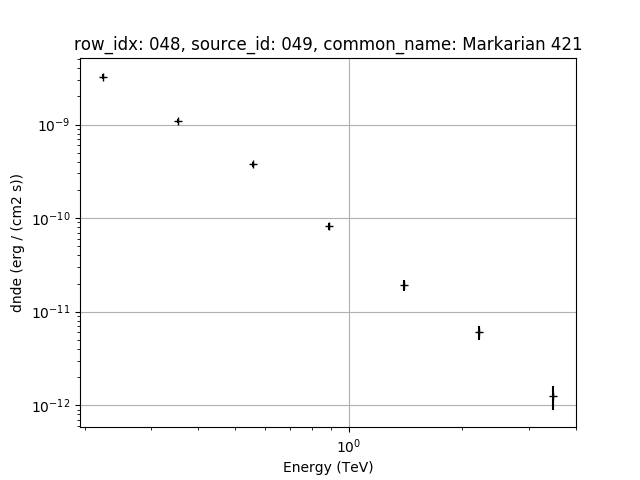 row_idx: 048, source_id: 049, common_name: Markarian 421
dnde (erg / (cm2 s))
10⁻⁹
10⁻¹⁰
10⁻¹¹
10⁻¹²
10⁰
Energy (TeV)